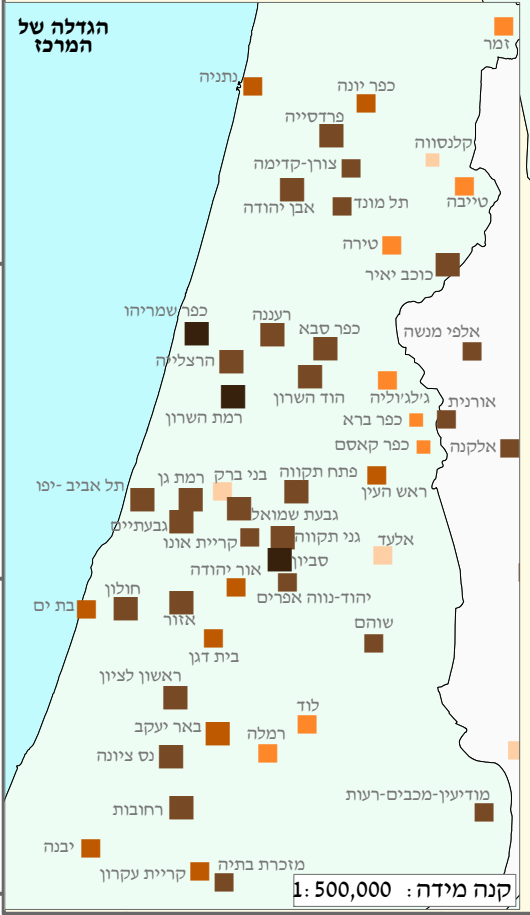 הגדלה של
המרכז
זמר
נתניה
כפר יונה
פרדסייה
קלנסווה
צורן-קדימה
טייבה
אבן יהודה
תל מונד
טירה
כוכב יאיר
כפר שמריהו
רעננה
כפר סבא
אלפי מנשה
הרצלייה
הוד השרון
ג'לג'וליה
רמת השרון
אורנית
כפר ברא
כפר קאסם
אלקנה
פתח תקווה
ראש העין
בני ברק
רמת גן
תל אביב -יפו
גבעת שמואל
גבעתיים
גני תקווה
קריית אונו
אלעד
סביון
אור יהודה
יהוד-נווה אפרים
חולון
בת ים
אזור
שוהם
בית דגן
ראשון לציון
לוד
באר יעקב
רמלה
נס ציונה
מודיעין-מכבים-רעות
רחובות
יבנה
מזכרת בתיה
קריית עקרון
קנה מידה: 1:500,000